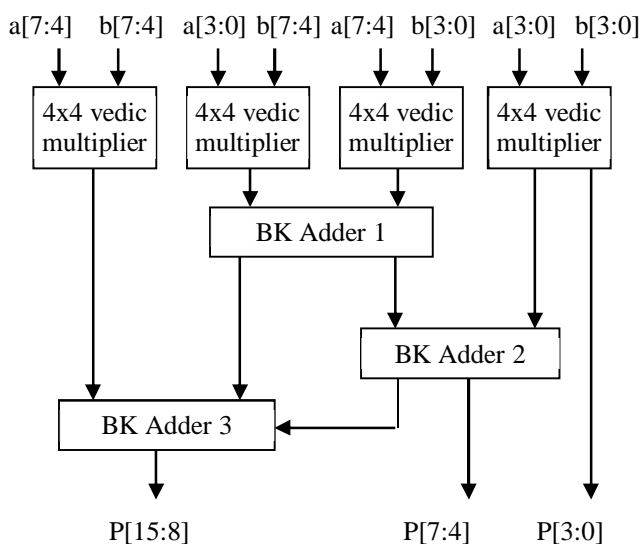 a[7:4] b[7:4] a[3:0] b[7:4] a[7:4] b[3:0] a[3:0] b[3:0]
4x4 vedic multiplier
4x4 vedic multiplier
4x4 vedic multiplier
4x4 vedic multiplier
BK Adder 1
BK Adder 2
BK Adder 3
P[15:8] P[7:4] P[3:0]